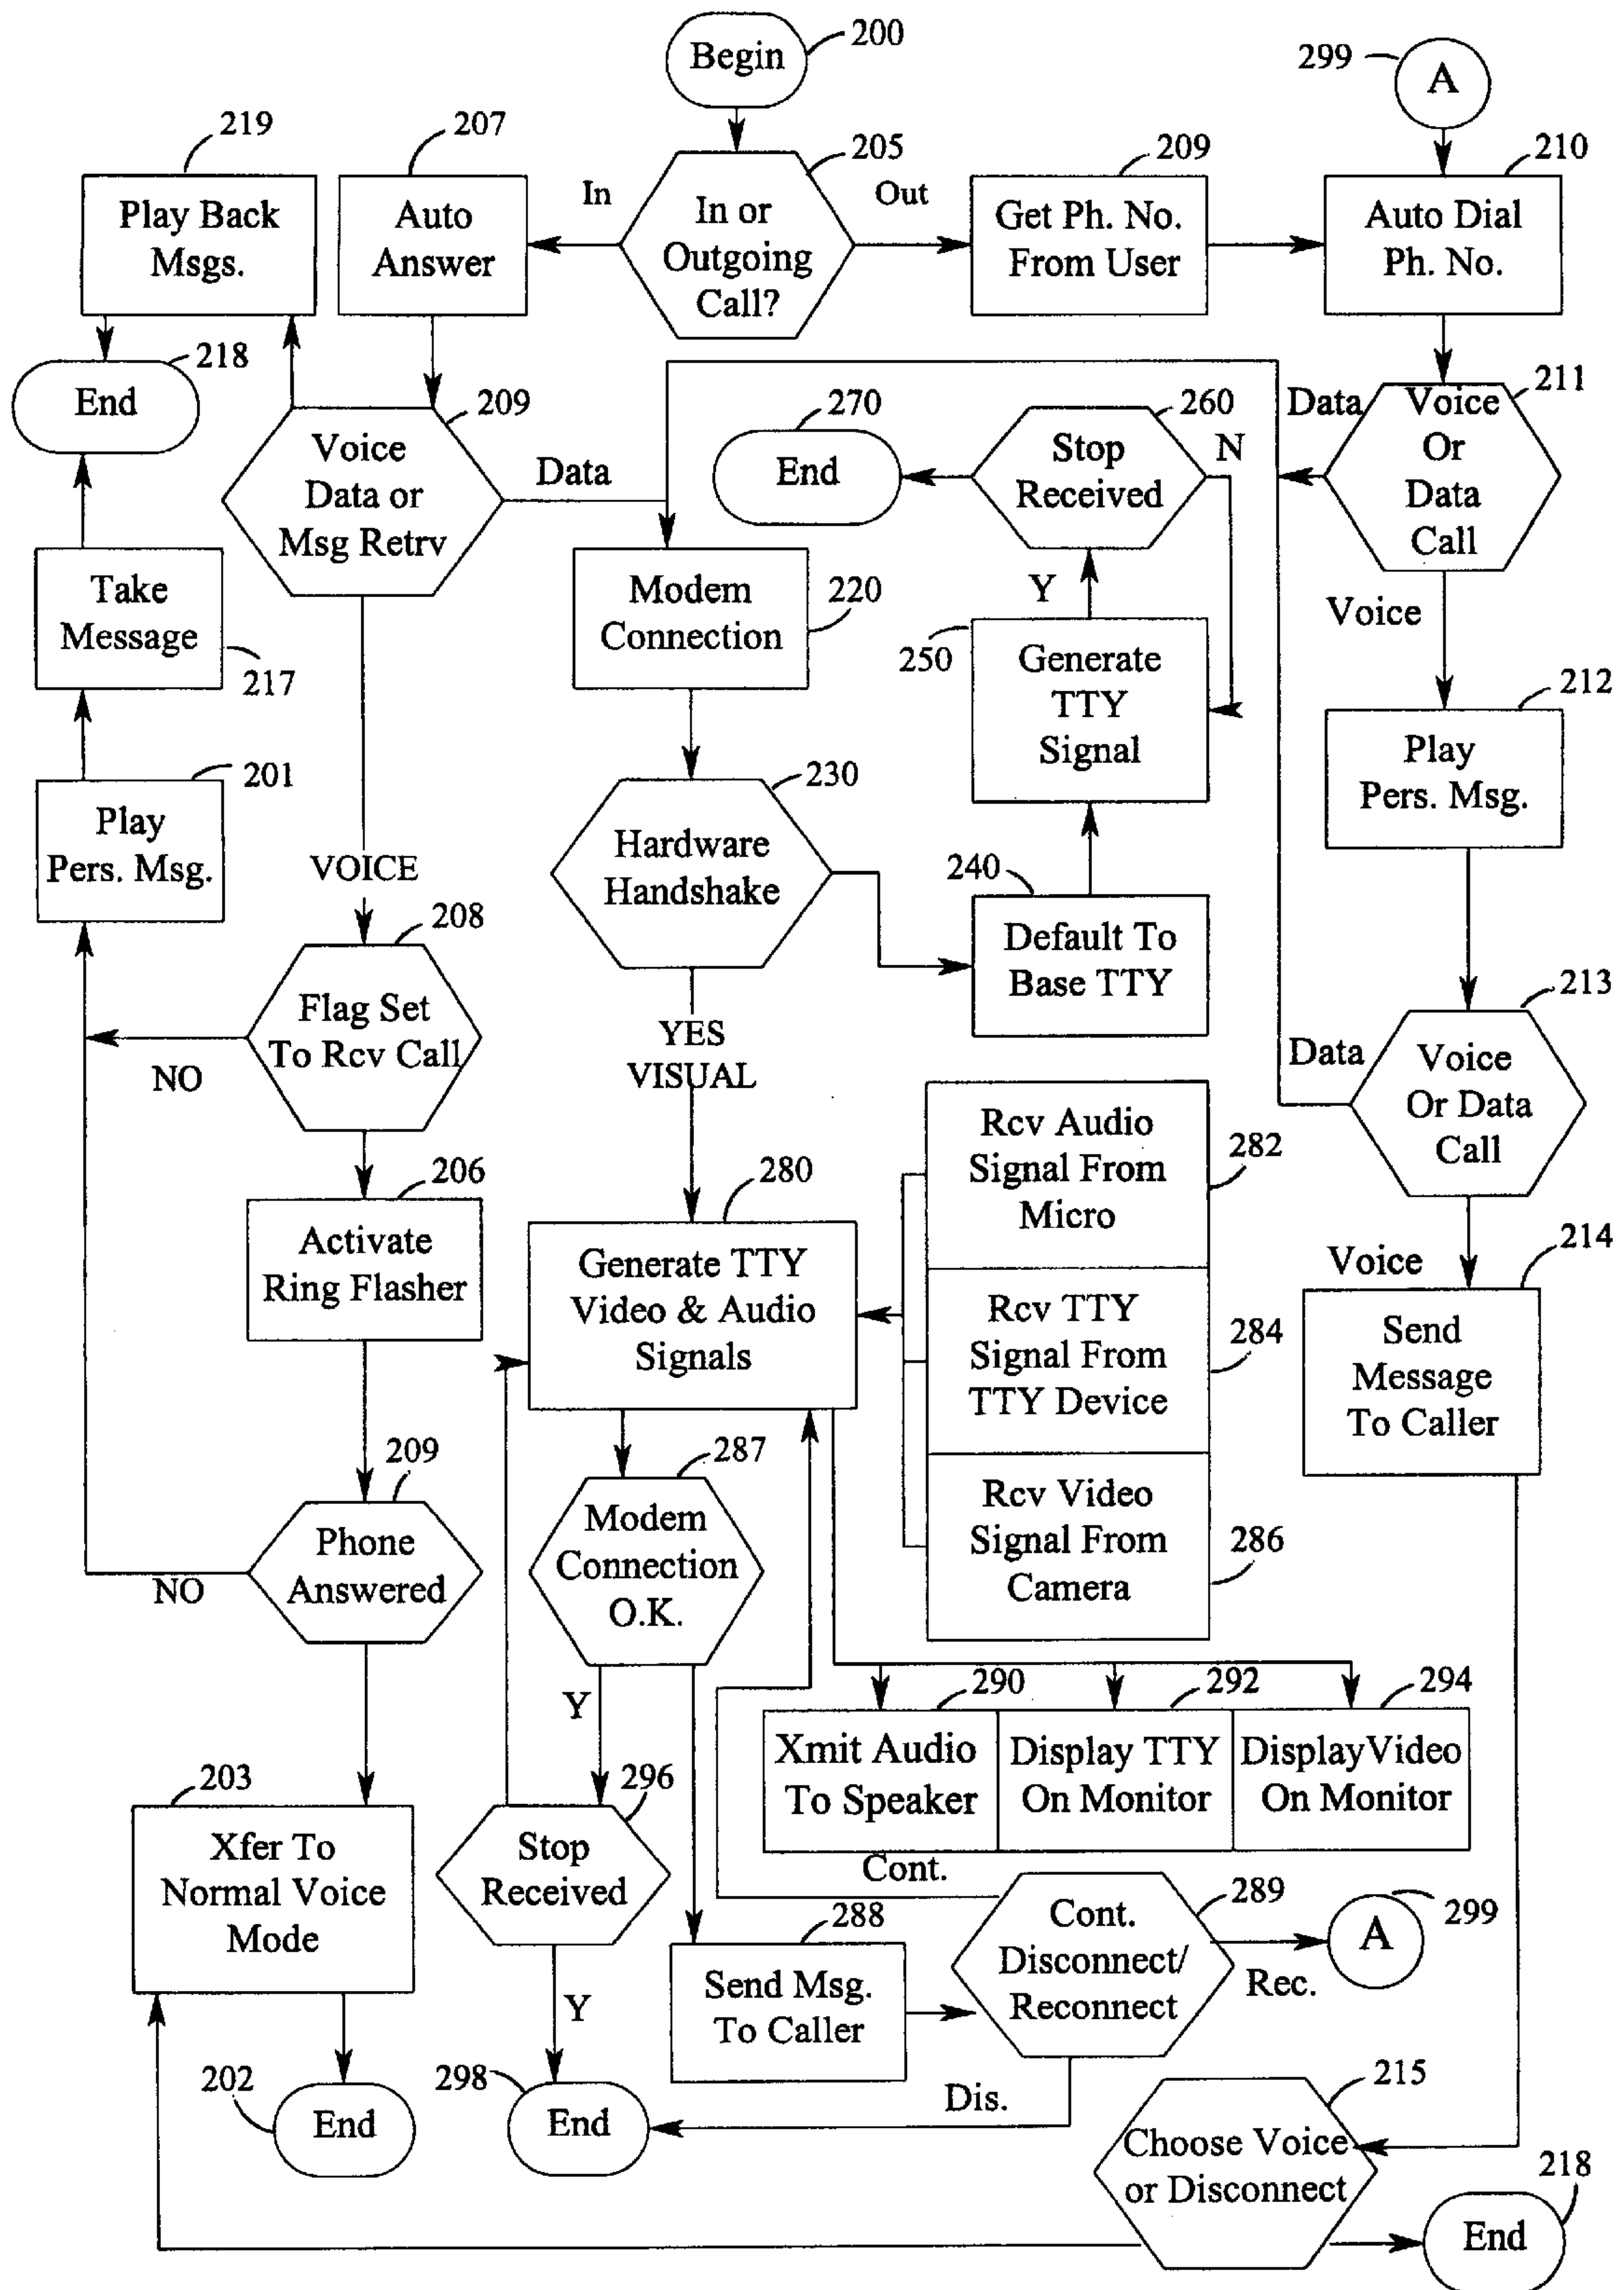 Begin
200
299
A
219
207
205
209
210
In
Out
Play Back
Msgs.
Auto
Answer
In or
Outgoing
Call?
Get Ph. No.
From User
Auto Dial
Ph. No.
218
End
209
Voice
Data or
Msg Retrv
Data
270
End
260
Stop
Received
N
Data
211
Voice
Or
Data
Call
Voice
Take
Message
217
Modem
Connection
220
Y
250
Generate
TTY
Signal
212
Play
Pers. Msg.
201
Play
Pers. Msg.
VOICE
230
Hardware
Handshake
240
Default To
Base TTY
208
Flag Set
To Rcv Call
NO
YES
VISUAL
213
Data
Voice
Or Data
Call
Rcv Audio
Signal From
Micro
282
206
Activate
Ring Flasher
280
Generate TTY
Video & Audio
Signals
Rcv TTY
Signal From
TTY Device
284
Voice
214
Send
Message
To Caller
209
Phone
Answered
NO
287
Modem
Connection
O.K.
Rcv Video
Signal From
Camera
286
Y
290
292
294
Xmit Audio
To Speaker
Display TTY
On Monitor
DisplayVideo
On Monitor
203
Xfer To
Normal Voice
Mode
296
Stop
Received
Cont.
288
Send Msg.
To Caller
289
Cont.
Disconnect/
Reconnect
299
A
Rec.
Y
202
End
298
End
Dis.
215
Choose Voice
or Disconnect
218
End